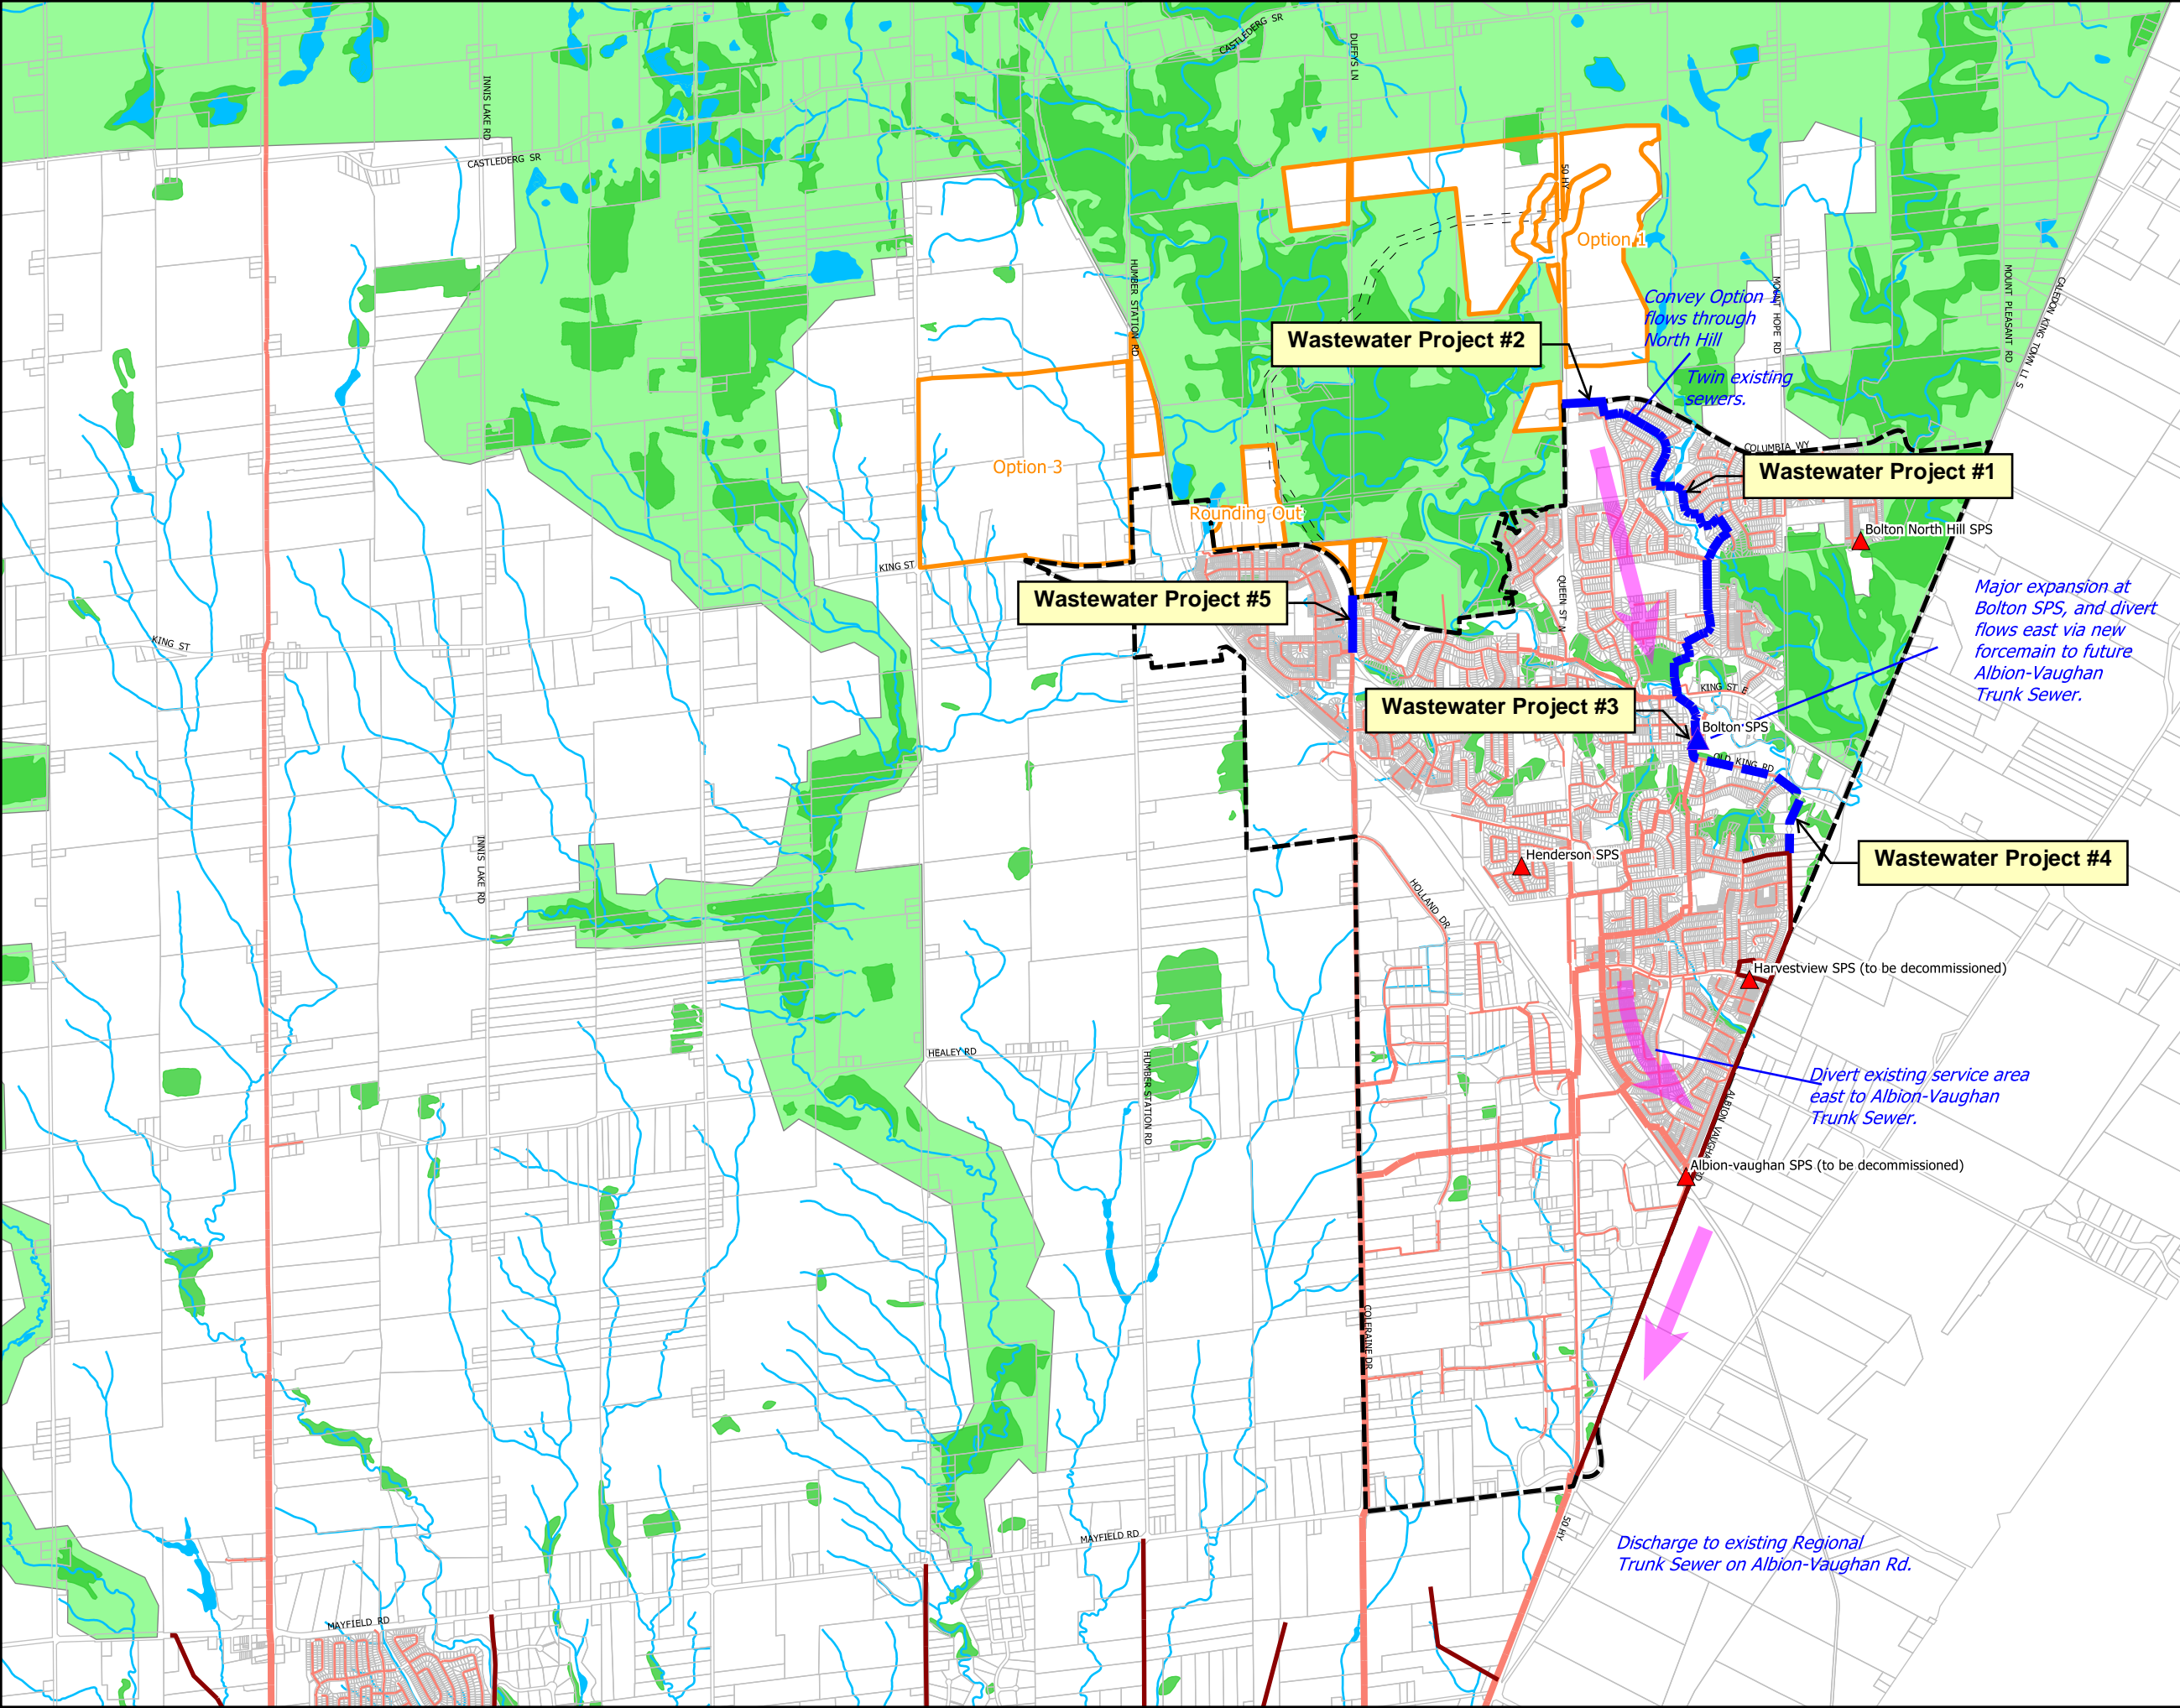 CASTLEDERG SR
DUFFYS LN
INNIS LAKE RD
CASTLEDERG SR
50 HY
Option 1
HUMBER STATION RD
MOUNT HOPE RD
MOUNT PLEASANT RD
CALEDON KING TOWN LI S
Convey Option 1
flows through
North Hill
Wastewater Project #2
Twin existing
sewers.
COLUMBIA WY
Option 3
Wastewater Project #1
Rounding Out
Bolton North Hill SPS
KING ST
Wastewater Project #5
QUEEN ST N
Major expansion at
Bolton SPS, and divert
flows east via new
forcemain to future
Albion-Vaughan
Trunk Sewer.
KING ST
KING ST E
Wastewater Project #3
Bolton SPS
OLD KING RD
INNIS LAKE RD
Henderson SPS
Wastewater Project #4
HOLLAND DR
Harvestview SPS (to be decommissioned)
HEALEY RD
HUMBER STATION RD
Divert existing service area
east to Albion-Vaughan
Trunk Sewer.
ALBION VAUGHAN RD
Albion-vaughan SPS (to be decommissioned)
COLERAINE DR
MAYFIELD RD
50 HY
Discharge to existing Regional
Trunk Sewer on Albion-Vaughan Rd.
MAYFIELD RD